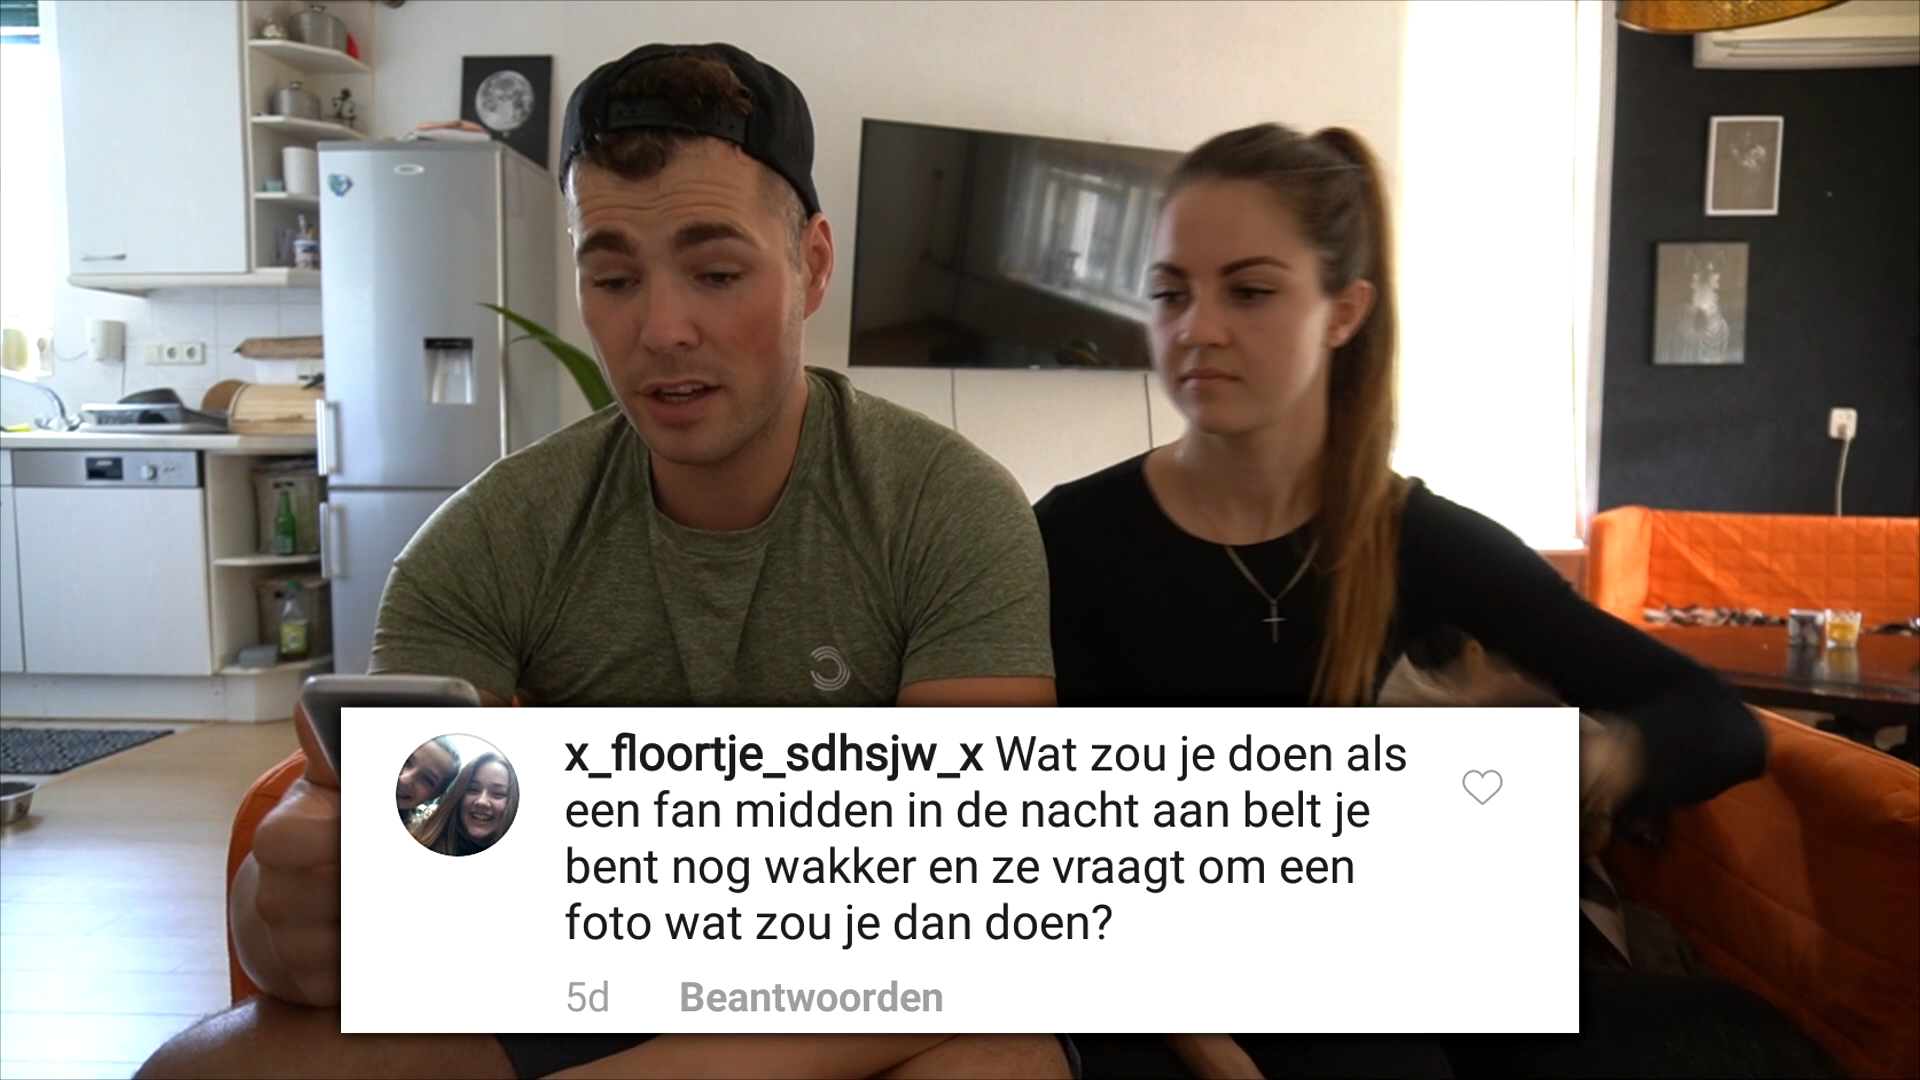 x_floortje_sdhsjw_x Wat zou je doen als
een fan midden in de nacht aan belt je
bent nog wakker en ze vraagt om een
foto wat zou je dan doen?
5d Beantwoorden